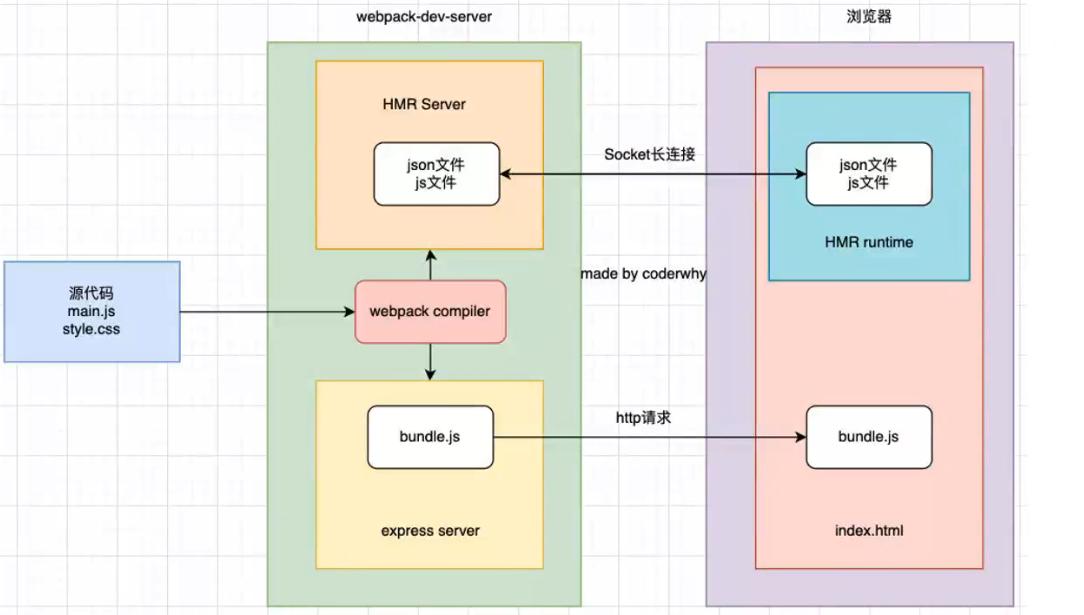 webpack-dev-server
浏览器
HMR Server
json文件
js文件
Socket长连接
json文件
js文件
HMR runtime
made by coderwhy
源代码
main.js
style.css
webpack compiler
bundle.js
http请求
bundle.js
express server
index.html